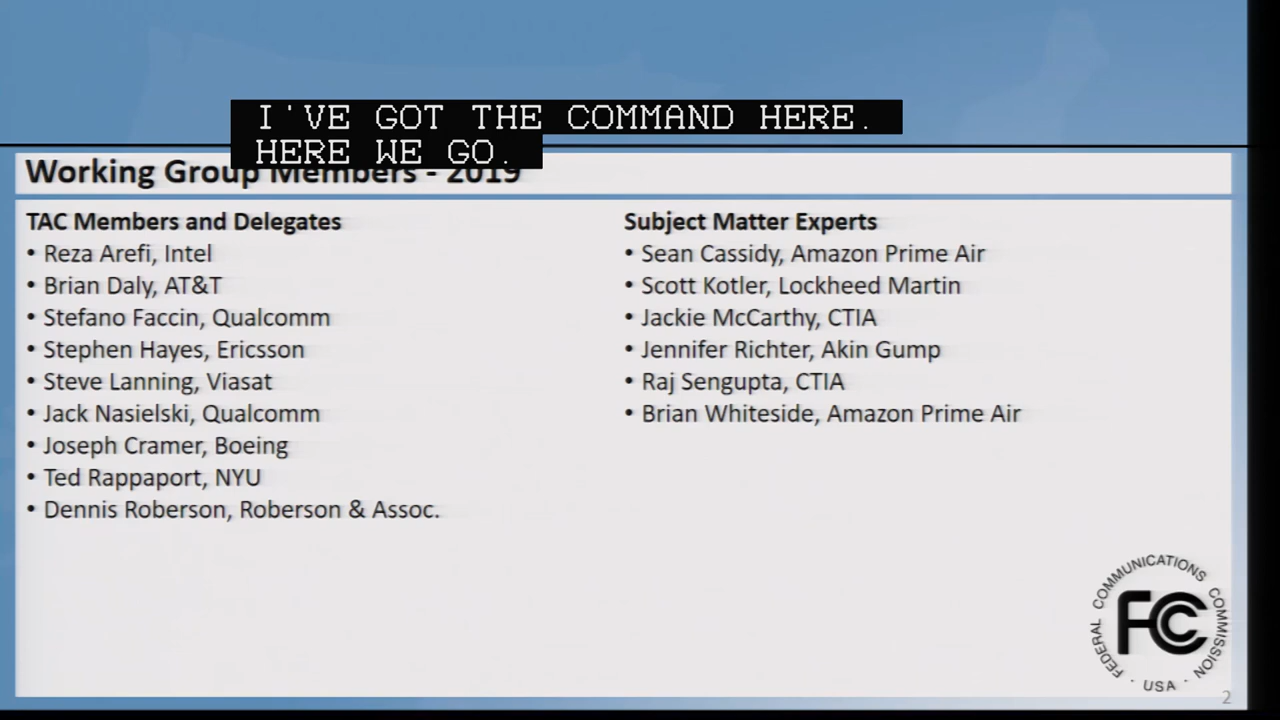 I'VE GOT THE COMMAND HERE.
HERE WE GO.
Working Group Members - 2019
TAC Members and Delegates
• Reza Arefi, Intel
• Brian Daly, AT&T
• Stefano Faccin, Qualcomm
• Stephen Hayes, Ericsson
• Steve Lanning, Viasat
• Jack Nasielski, Qualcomm
• Joseph Cramer, Boeing
• Ted Rappaport, NYU
• Dennis Roberson, Roberson & Assoc.
Subject Matter Experts
• Sean Cassidy, Amazon Prime Air
• Scott Kotler, Lockheed Martin
• Jackie McCarthy, CTIA
• Jennifer Richter, Akin Gump
• Raj Sengupta, CTIA
• Brian Whiteside, Amazon Prime Air
FEDERAL COMMUNICATIONS COMMISSION · USA ·
FCC
2